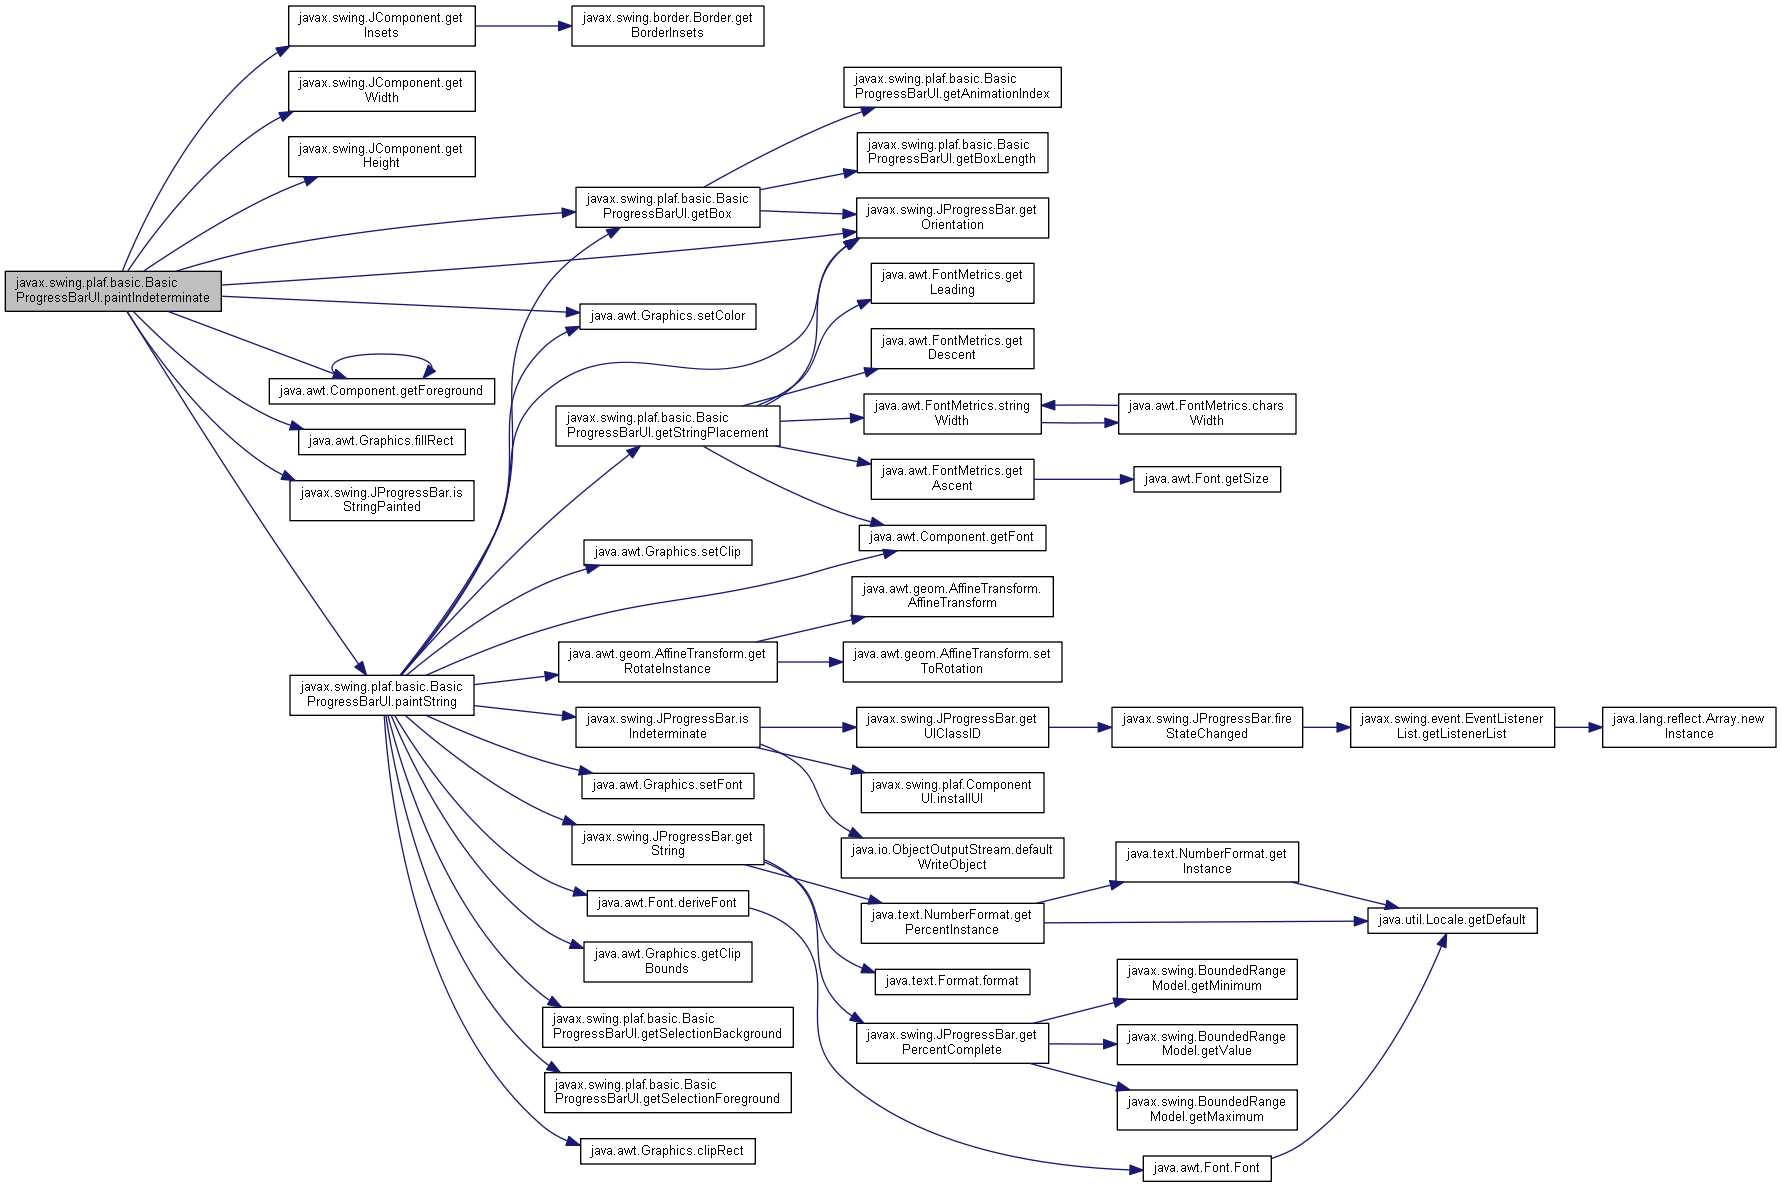 javax.swing.JComponent.get
Insets
javax.swing.border.Border.get
BorderInsets
javax.swing.JComponent.get
Width
javax.swing.plaf.basic.Basic
ProgressBarUI.getAnimationIndex
javax.swing.JComponent.get
Height
javax.swing.plaf.basic.Basic
ProgressBarUI.getBoxLength
javax.swing.plaf.basic.Basic
ProgressBarUI.getBox
javax.swing.JProgressBar.get
Orientation
javax.swing.plaf.basic.Basic
ProgressBarUI.paintIndeterminate
java.awt.FontMetrics.get
Leading
java.awt.Graphics.setColor
java.awt.FontMetrics.get
Descent
java.awt.Component.getForeground
java.awt.FontMetrics.string
Width
java.awt.FontMetrics.chars
Width
javax.swing.plaf.basic.Basic
ProgressBarUI.getStringPlacement
java.awt.Graphics.fillRect
java.awt.FontMetrics.get
Ascent
java.awt.Font.getSize
javax.swing.JProgressBar.is
StringPainted
java.awt.Component.getFont
java.awt.Graphics.setClip
java.awt.geom.AffineTransform.
AffineTransform
java.awt.geom.AffineTransform.get
RotateInstance
java.awt.geom.AffineTransform.set
ToRotation
javax.swing.plaf.basic.Basic
ProgressBarUI.paintString
javax.swing.JProgressBar.is
Indeterminate
javax.swing.JProgressBar.get
UIClassID
javax.swing.JProgressBar.fire
StateChanged
javax.swing.event.EventListener
List.getListenerList
java.lang.reflect.Array.new
Instance
java.awt.Graphics.setFont
javax.swing.plaf.Component
UI.installUI
javax.swing.JProgressBar.get
String
java.io.ObjectOutputStream.default
WriteObject
java.text.NumberFormat.get
Instance
java.awt.Font.deriveFont
java.text.NumberFormat.get
PercentInstance
java.util.Locale.getDefault
java.awt.Graphics.getClip
Bounds
java.text.Format.format
javax.swing.BoundedRange
Model.getMinimum
javax.swing.plaf.basic.Basic
ProgressBarUI.getSelectionBackground
javax.swing.JProgressBar.get
PercentComplete
javax.swing.BoundedRange
Model.getValue
javax.swing.plaf.basic.Basic
ProgressBarUI.getSelectionForeground
javax.swing.BoundedRange
Model.getMaximum
java.awt.Graphics.clipRect
java.awt.Font.Font